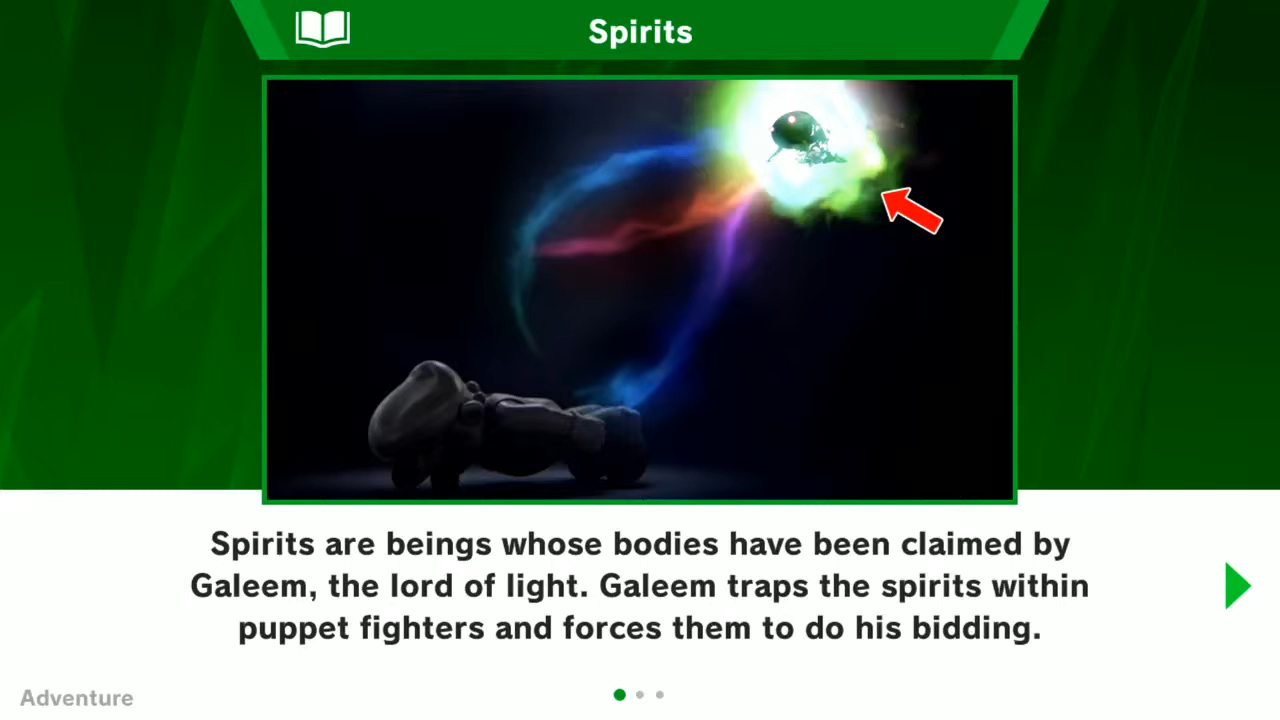 Spirits
Spirits are beings whose bodies have been claimed by
Galeem, the lord of light. Galeem traps the spirits within
puppet fighters and forces them to do his bidding.
Adventure